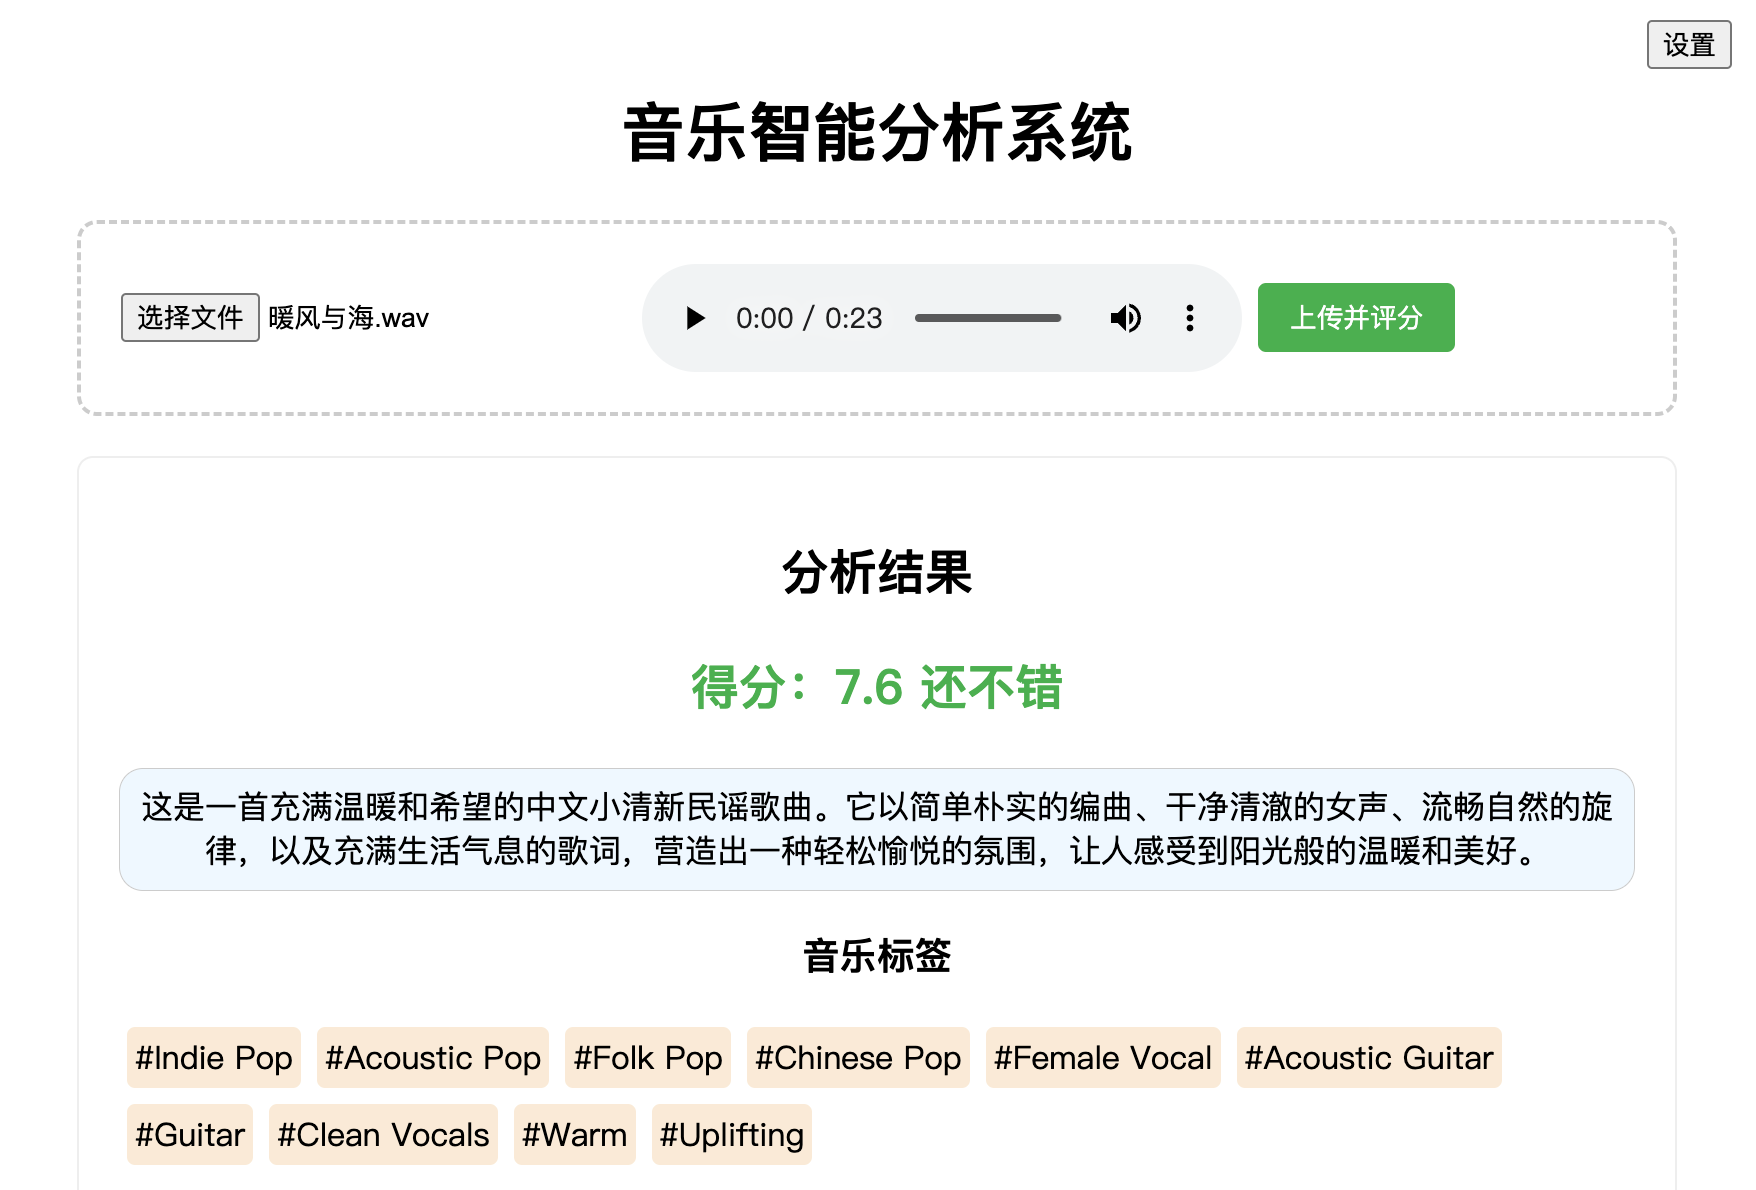 设置
音乐智能分析系统
选择文件 暖风与海.wav 0:00 / 0:23 上传并评分
分析结果
得分：7.6 还不错
这是一首充满温暖和希望的中文小清新民谣歌曲。它以简单朴实的编曲、干净清澈的女声、流畅自然的旋
律，以及充满生活气息的歌词，营造出一种轻松愉悦的氛围，让人感受到阳光般的温暖和美好。
音乐标签
#Indie Pop #Acoustic Pop #Folk Pop #Chinese Pop #Female Vocal #Acoustic Guitar
#Guitar #Clean Vocals #Warm #Uplifting